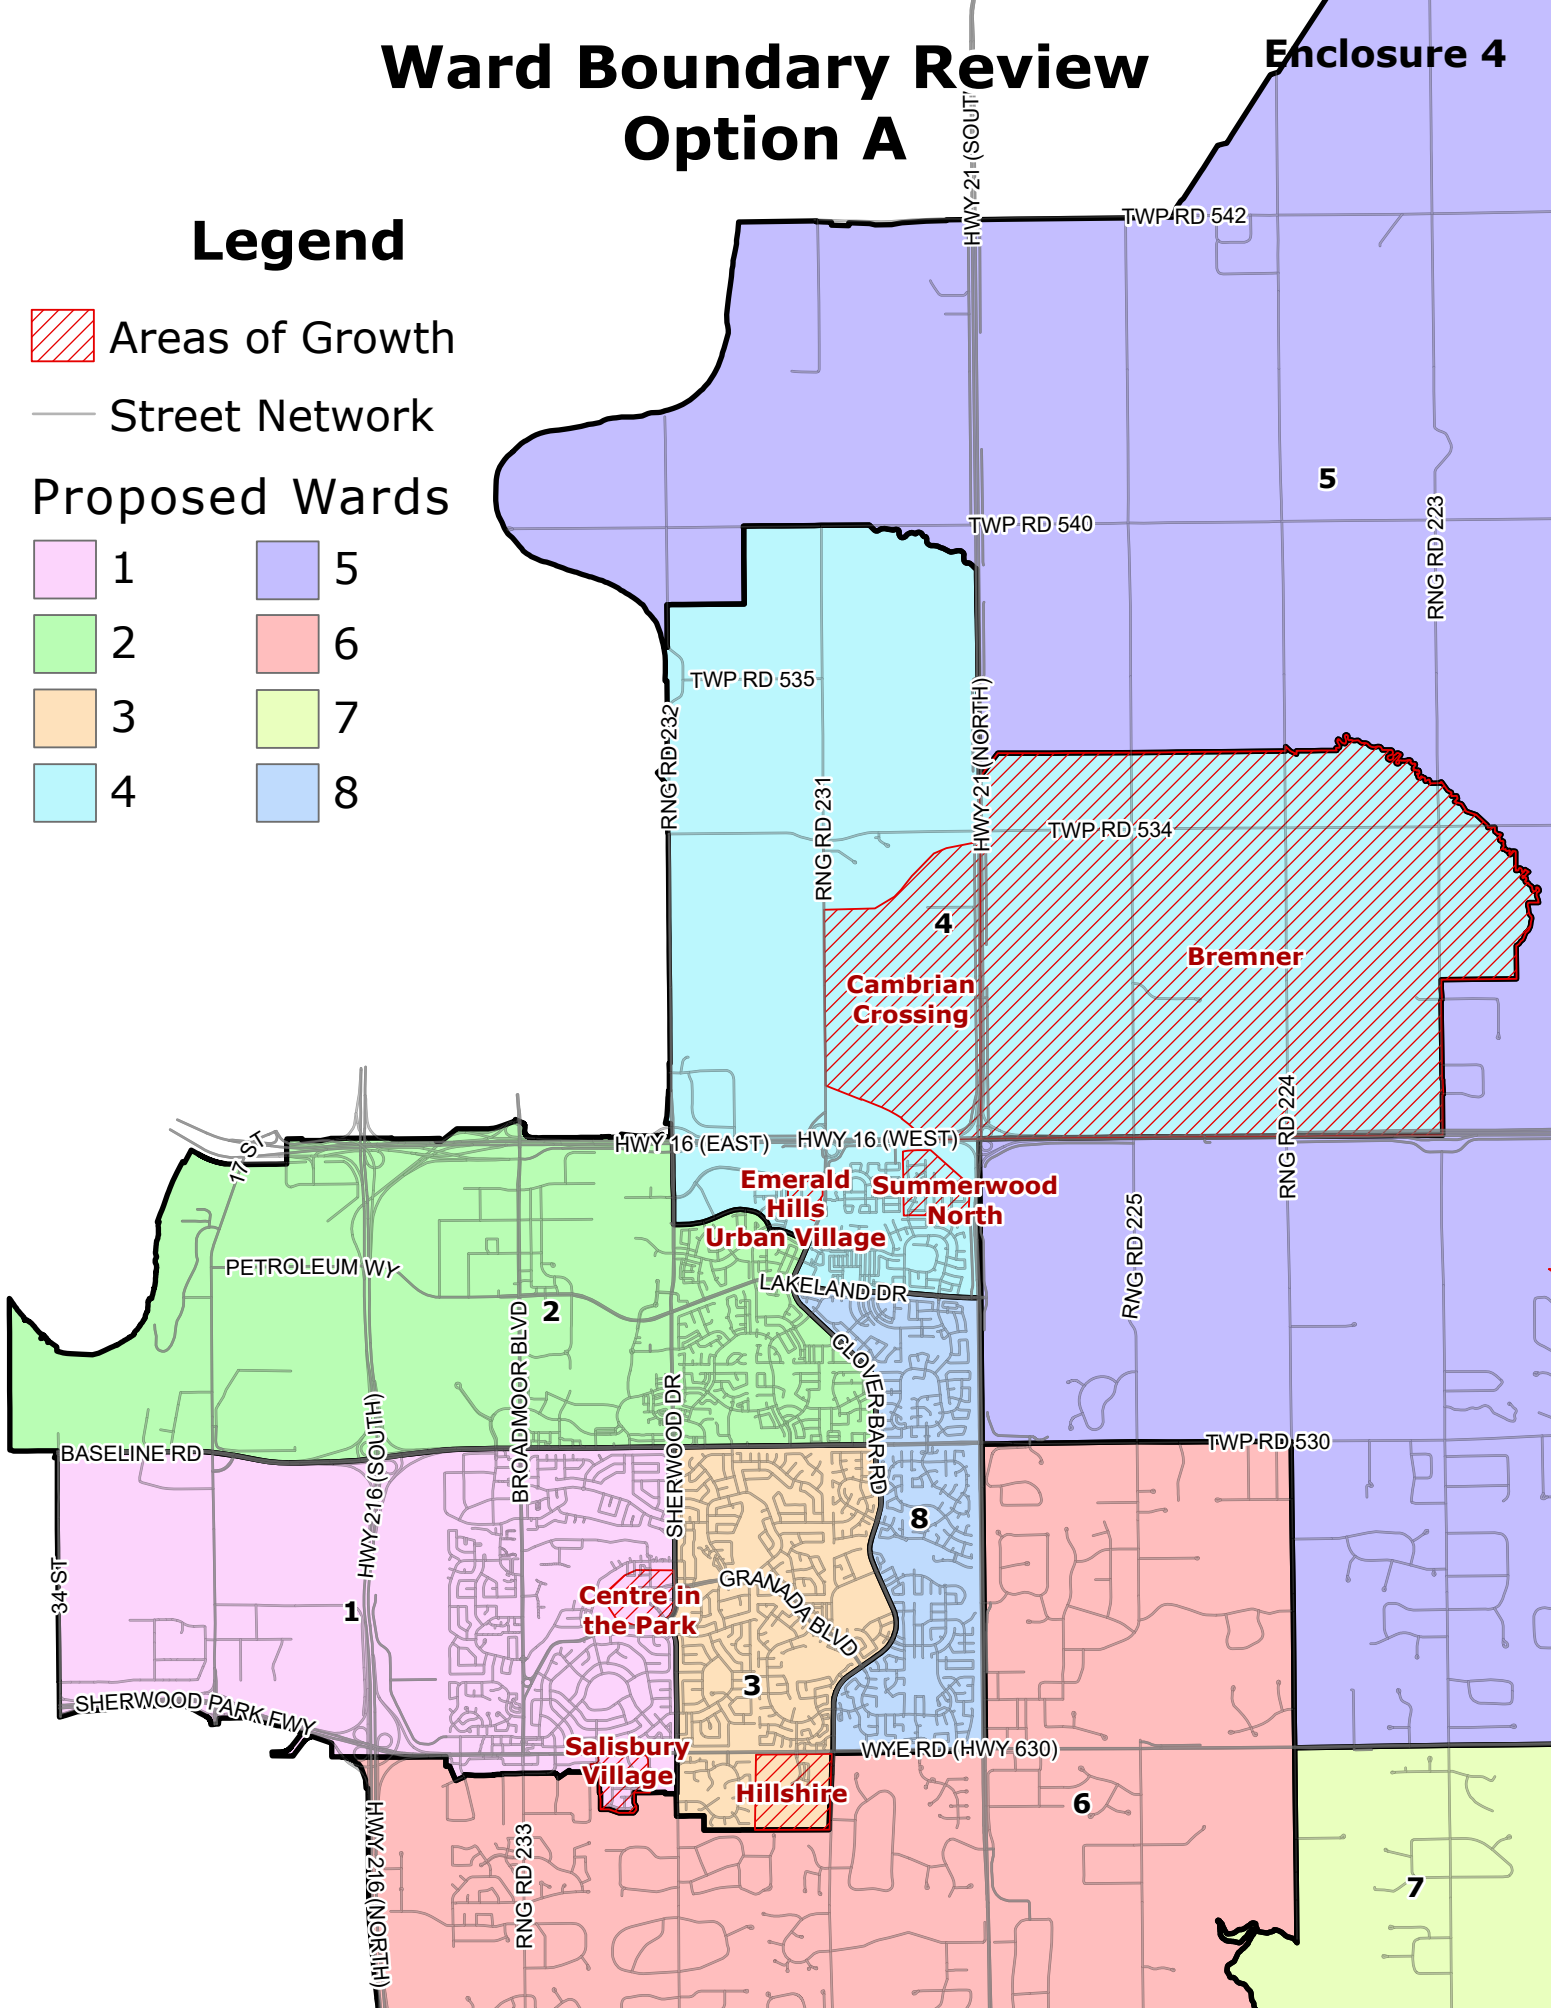 Ward Boundary Review
Option A
Enclosure 4
Legend
Areas of Growth
Street Network
Proposed Wards
1
2
3
4
5
6
7
8
HWY 21 (SOUT
TWP RD 542
5
TWP RD 540
RNG RD 223
TWP RD 535
RNG RD 232
HWY 21 (NORTH)
RNG RD 231
TWP RD 534
4
Bremner
Cambrian
Crossing
RNG RD 224
17 ST
HWY 16 (EAST)
HWY 16 (WEST)
Emerald
Hills
Urban Village
Summerwood
North
RNG RD 225
PETROLEUM WY
LAKELAND DR
2
BROADMOOR BLVD
CLOVER BAR RD
SHERWOOD DR
HWY 216 (SOUTH)
BASELINE RD
TWP RD 530
8
34 ST
GRANADA BLVD
Centre in
the Park
1
3
SHERWOOD PARK FWY
Salisbury
Village
WYE RD (HWY 630)
Hillshire
6
HWY 216 (NORTH)
RNG RD 233
7